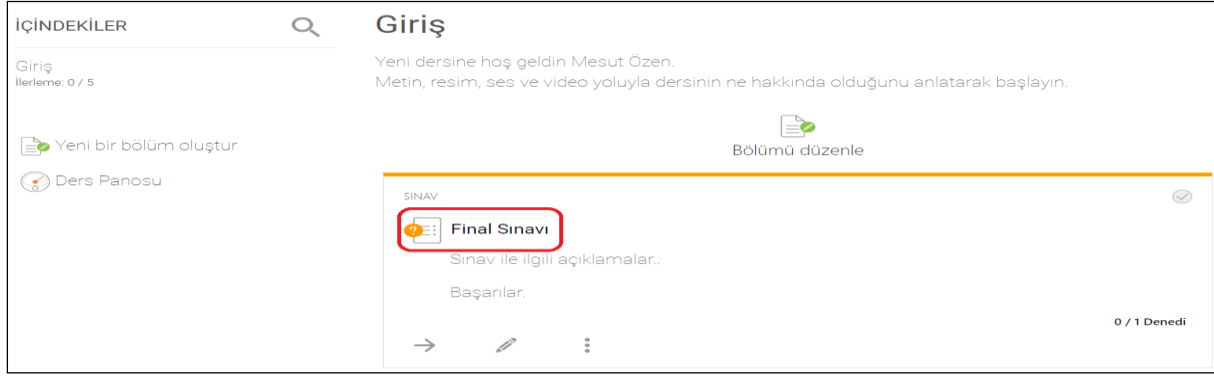 İÇİNDEKİLER
Giriş
İlerleme: 0 / 5
Yeni bir bölüm oluştur
Ders Panosu
Giriş
Yeni dersine hoş geldin Mesut Özen.
Metin, resim, ses ve video yoluyla dersinin ne hakkında olduğunu anlatarak başlayın.
Bölümü düzenle
SINAV
Final Sınavı
Sınav ile ilgili açıklamalar..
Başarılar.
0 / 1 Denedi